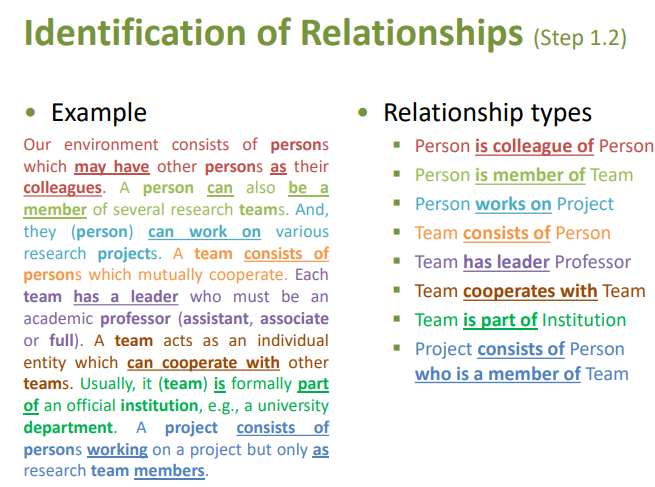 Identification of Relationships (Step 1.2)
• Example
Our environment consists of persons
which may have other persons as their
colleagues. A person can also be a
member of several research teams. And,
they (person) can work on various
research projects. A team consists of
persons which mutually cooperate. Each
team has a leader who must be an
academic professor (assistant, associate
or full). A team acts as an individual
entity which can cooperate with other
teams. Usually, it (team) is formally part
of an official institution, e.g., a university
department. A project consists of
persons working on a project but only as
research team members.
• Relationship types
▪ Person is colleague of Person
▪ Person is member of Team
▪ Person works on Project
▪ Team consists of Person
▪ Team has leader Professor
▪ Team cooperates with Team
▪ Team is part of Institution
▪ Project consists of Person
who is a member of Team